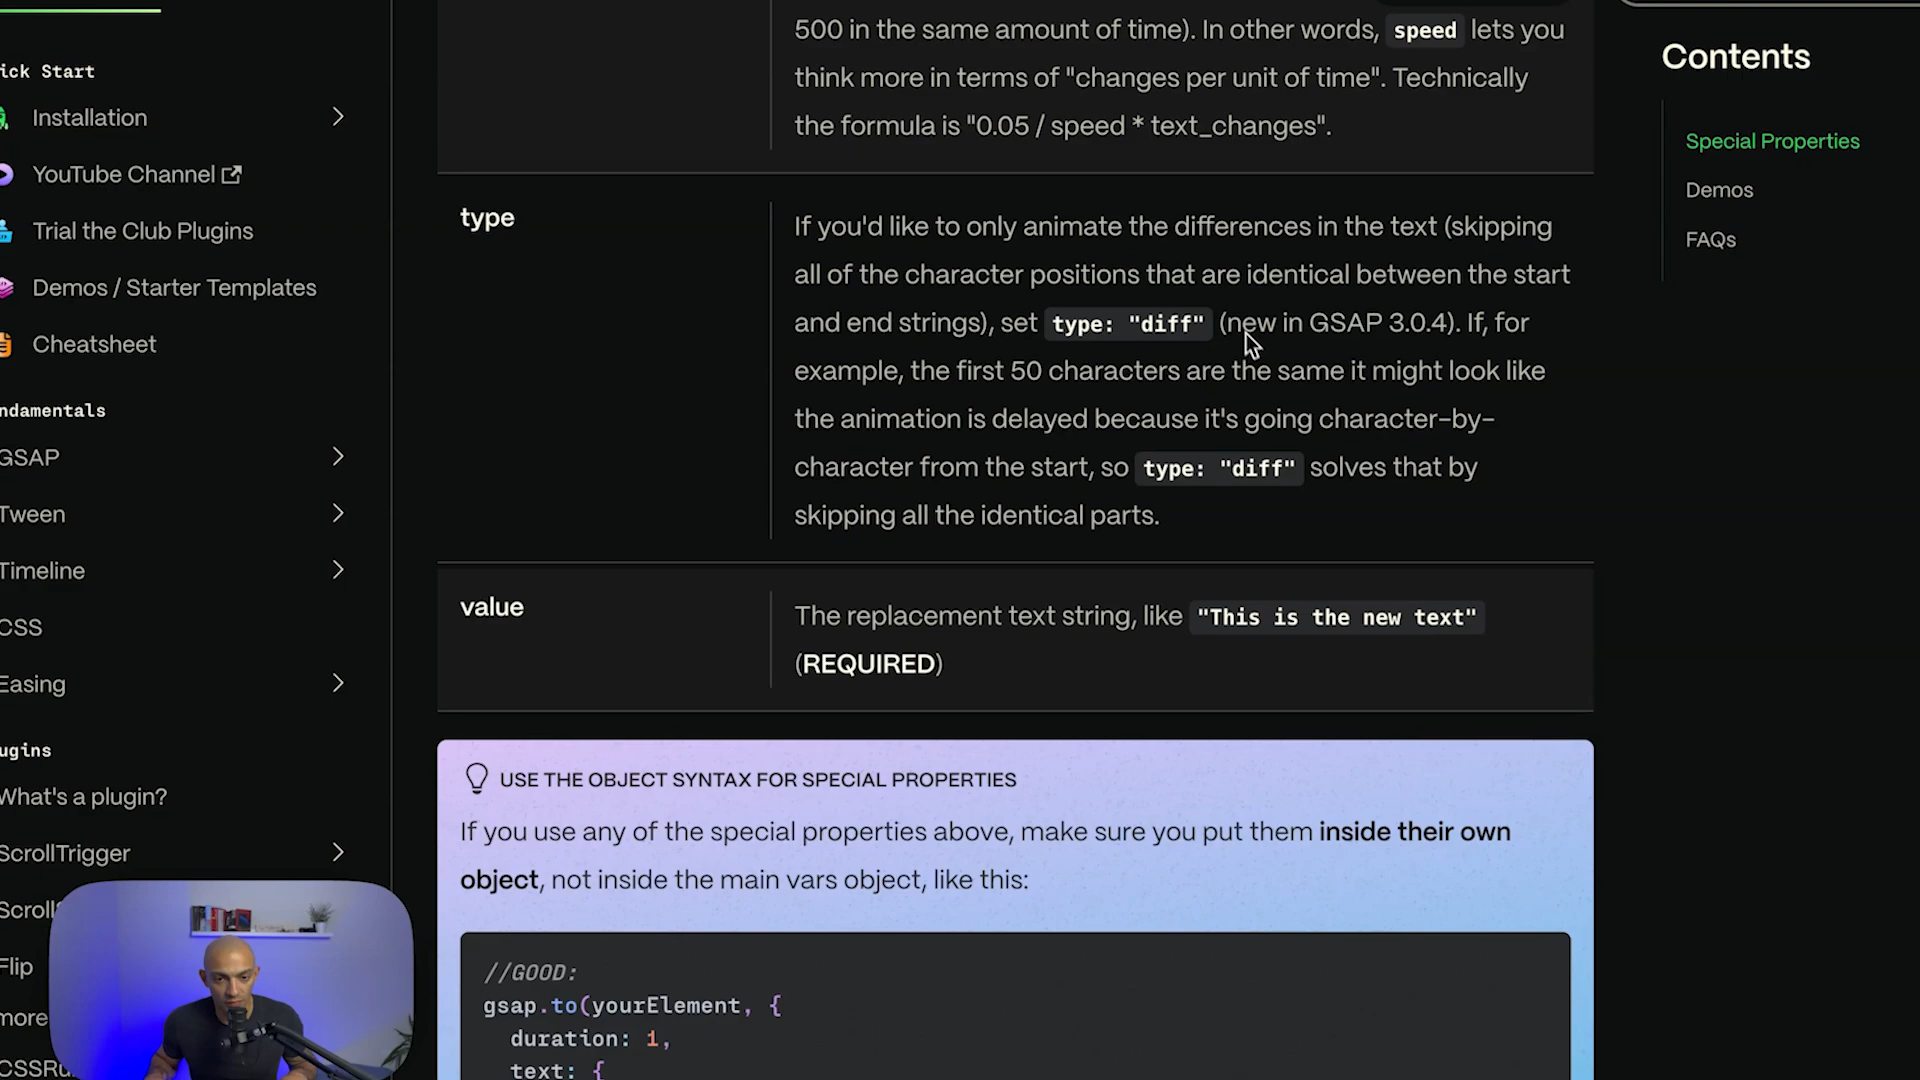 ick Start
Installation
YouTube Channel
Trial the Club Plugins
Demos / Starter Templates
Cheatsheet
ndamentals
GSAP
Tween
Timeline
CSS
Easing
ugins
What's a plugin?
ScrollTrigger
Scroll
Flip
more
CSSRu
500 in the same amount of time). In other words, speed lets you
think more in terms of "changes per unit of time". Technically
the formula is "0.05 / speed * text_changes".
type
If you'd like to only animate the differences in the text (skipping
all of the character positions that are identical between the start
and end strings), set type: "diff" (new in GSAP 3.0.4). If, for
example, the first 50 characters are the same it might look like
the animation is delayed because it's going character-by-
character from the start, so type: "diff" solves that by
skipping all the identical parts.
value
The replacement text string, like "This is the new text"
(REQUIRED)
USE THE OBJECT SYNTAX FOR SPECIAL PROPERTIES
If you use any of the special properties above, make sure you put them inside their own
object, not inside the main vars object, like this:
//GOOD:
gsap.to(yourElement, {
duration: 1,
text: {
Contents
Special Properties
Demos
FAQs